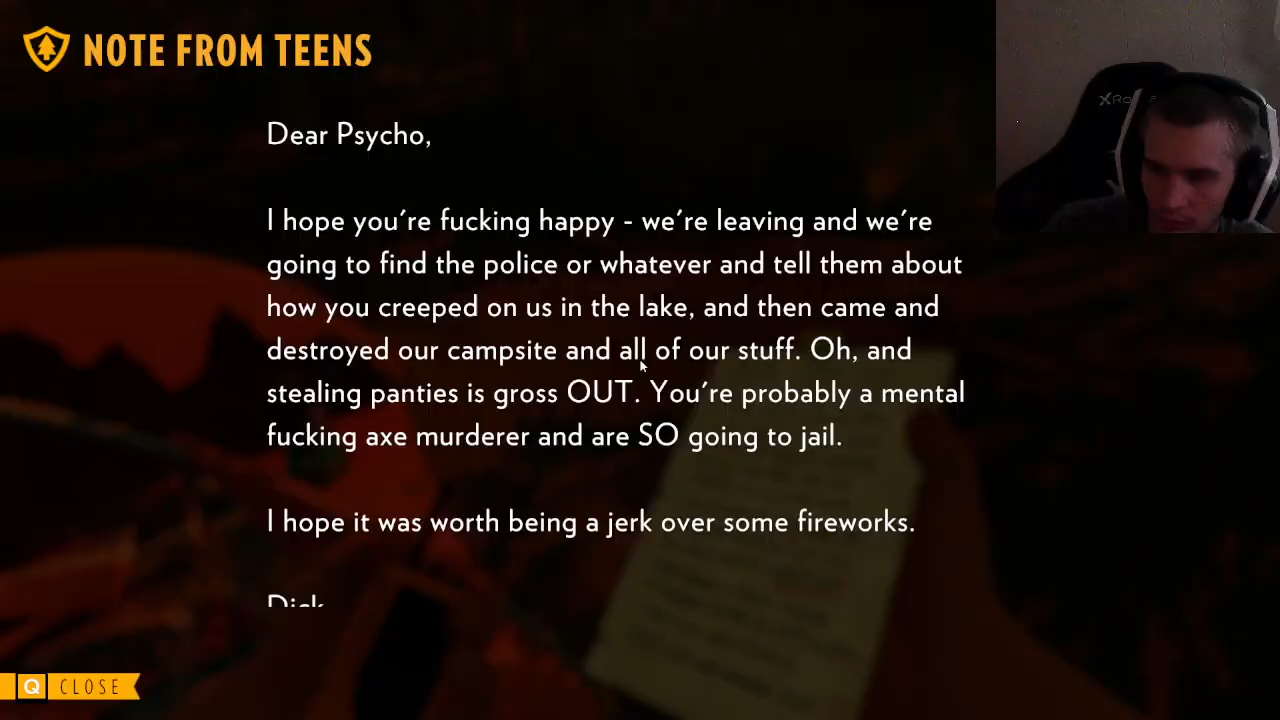 NOTE FROM TEENS
Dear Psycho,
I hope you're fucking happy - we're leaving and we're
going to find the police or whatever and tell them about
how you creeped on us in the lake, and then came and
destroyed our campsite and all of our stuff. Oh, and
stealing panties is gross OUT. You're probably a mental
fucking axe murderer and are SO going to jail.
I hope it was worth being a jerk over some fireworks.
Q CLOSE